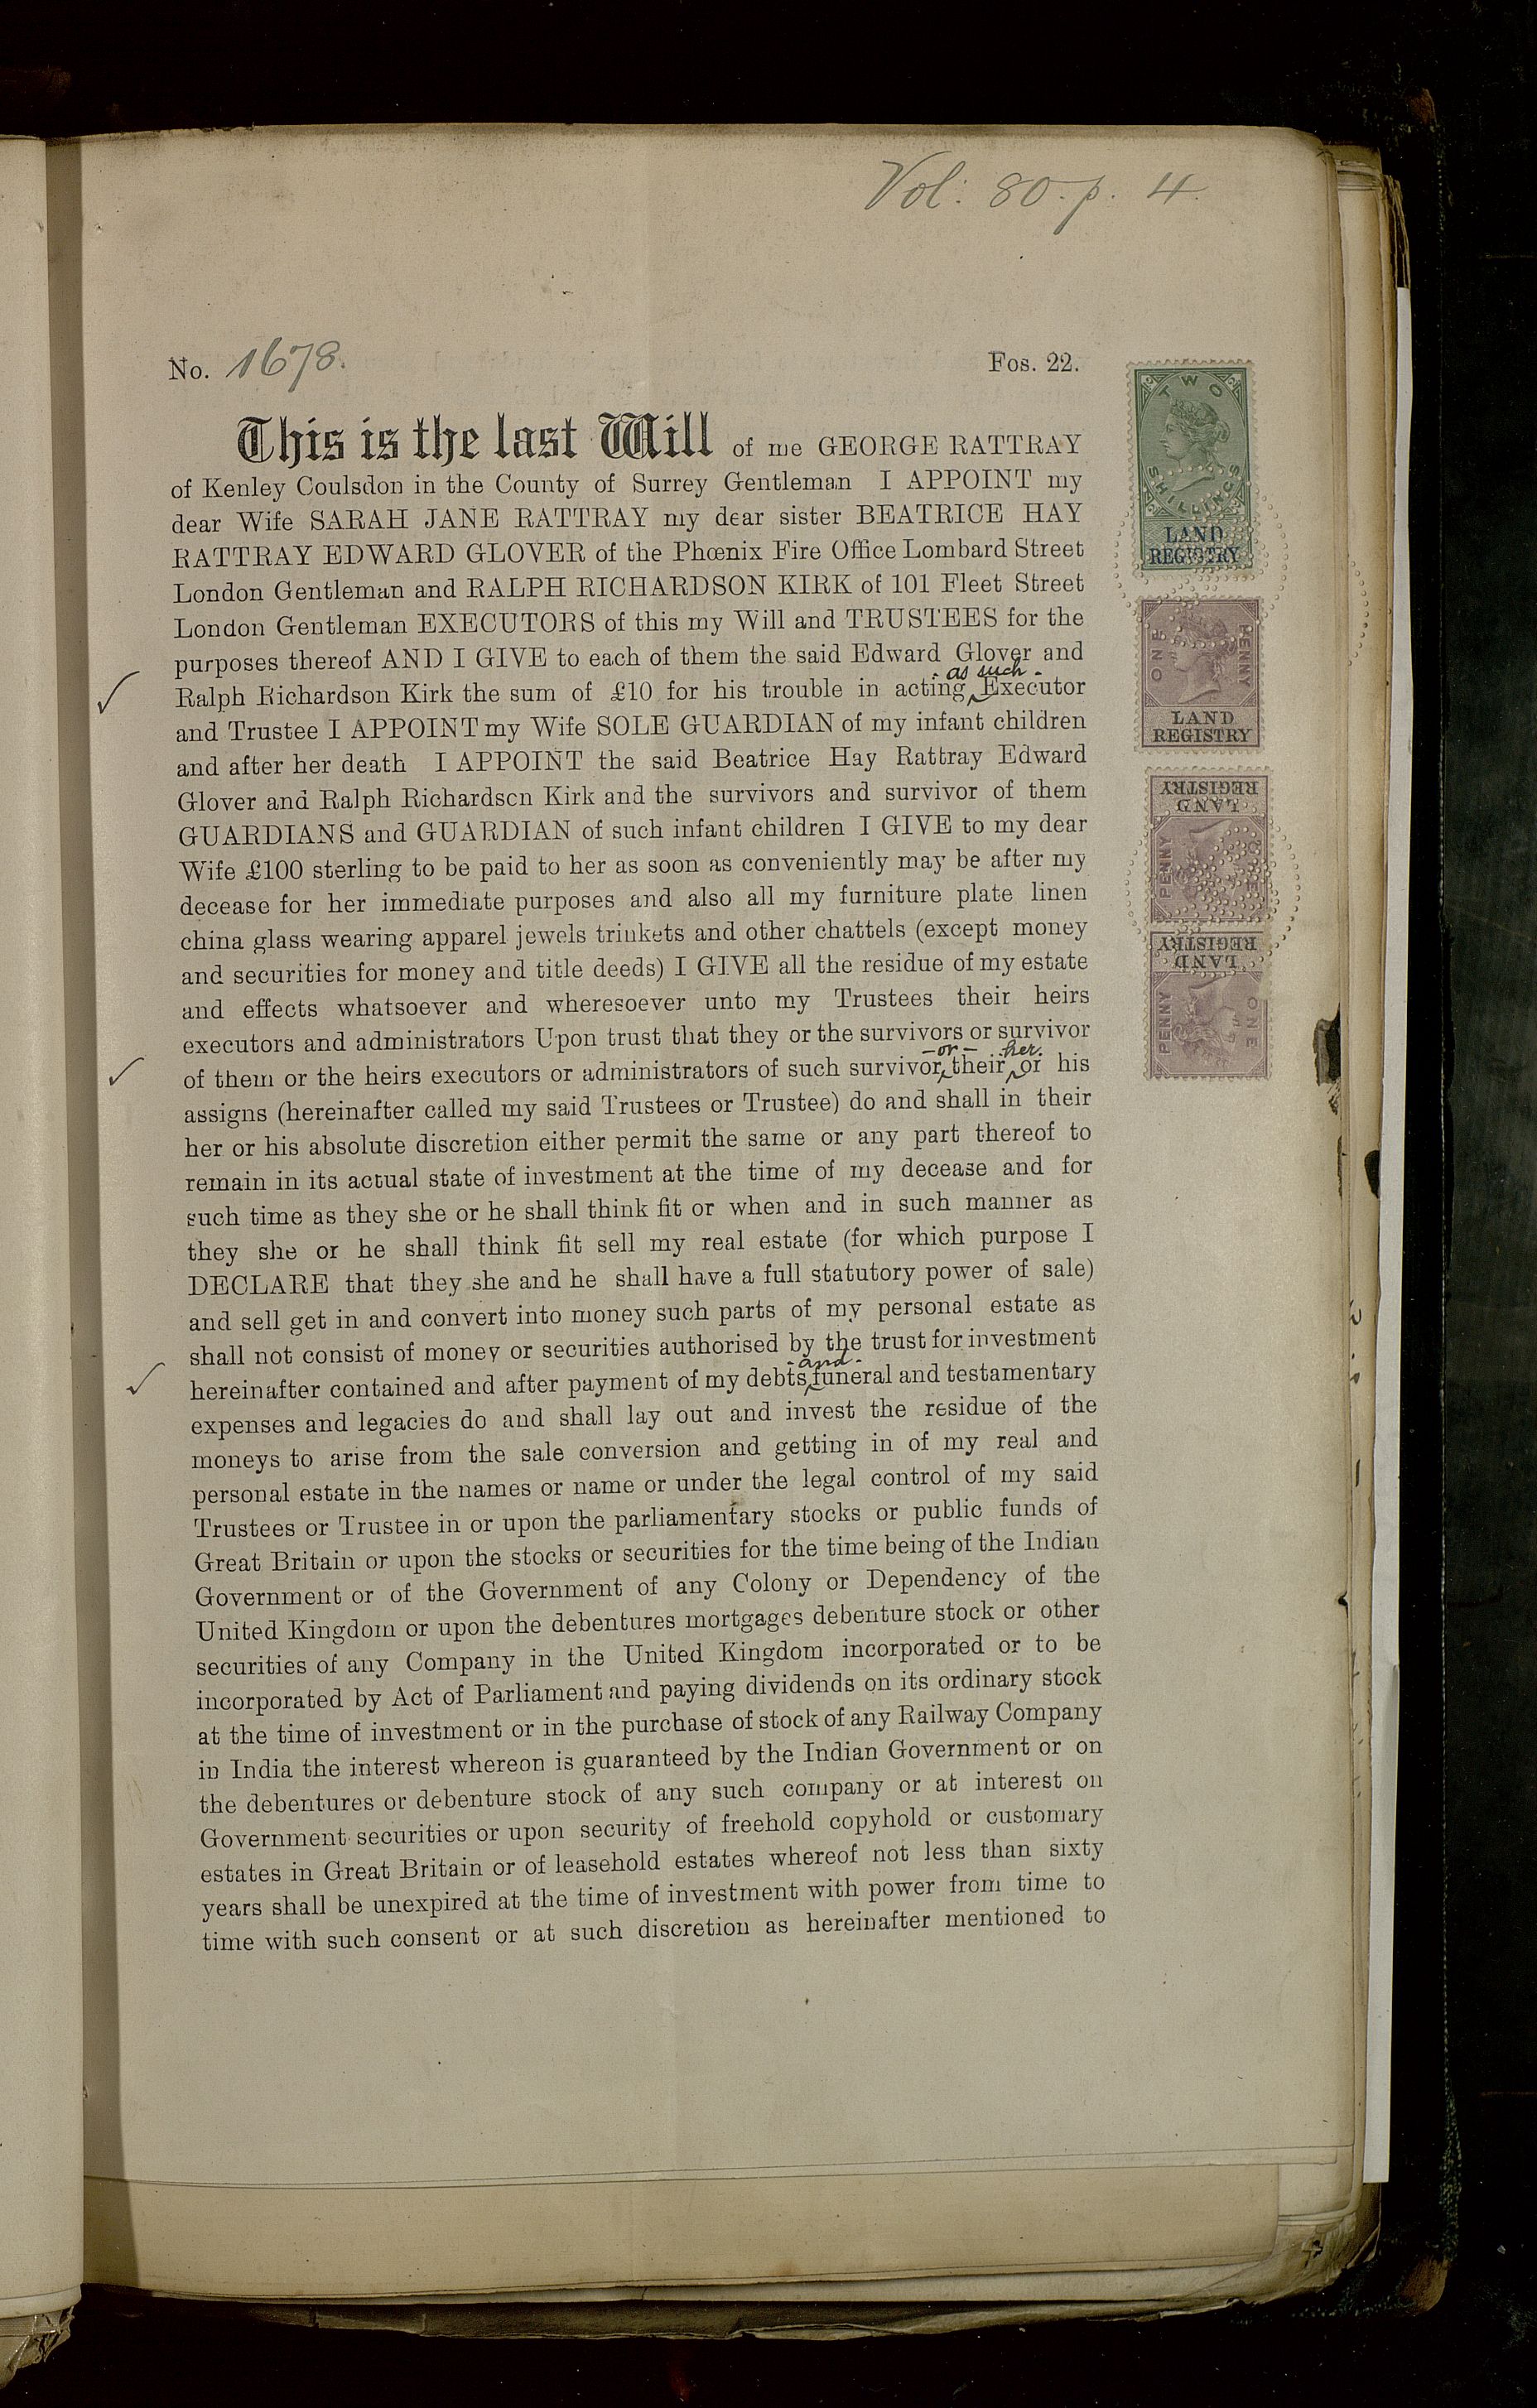 Vol: 80. p. 4.
No. 1678.
Fos. 22.
This is the last Will of me GEORGE RATTRAY
of Kenley Coulsdon in the County of Surrey Gentleman I APPOINT my
dear Wife SARAH JANE RATTRAY my dear sister BEATRICE HAY
RATTRAY EDWARD GLOVER of the Phœnix Fire Office Lombard Street
London Gentleman and RALPH RICHARDSON KIRK of 101 Fleet Street
London Gentleman EXECUTORS of this my Will and TRUSTEES for the
purposes thereof AND I GIVE to each of them the said Edward Glover and
Ralph Richardson Kirk the sum of £10 for his trouble in acting as such Executor
and Trustee I APPOINT my Wife SOLE GUARDIAN of my infant children
and after her death I APPOINT the said Beatrice Hay Rattray Edward
Glover and Ralph Richardson Kirk and the survivors and survivor of them
GUARDIANS and GUARDIAN of such infant children I GIVE to my dear
Wife £100 sterling to be paid to her as soon as conveniently may be after my
decease for her immediate purposes and also all my furniture plate linen
china glass wearing apparel jewels trinkets and other chattels (except money
and securities for money and title deeds) I GIVE all the residue of my estate
and effects whatsoever and wheresoever unto my Trustees their heirs
executors and administrators Upon trust that they or the survivors or survivor
of them or the heirs executors or administrators of such survivor or their her or his
assigns (hereinafter called my said Trustees or Trustee) do and shall in their
her or his absolute discretion either permit the same or any part thereof to
remain in its actual state of investment at the time of my decease and for
such time as they she or he shall think fit or when and in such manner as
they she or he shall think fit sell my real estate (for which purpose I
DECLARE that they she and he shall have a full statutory power of sale)
and sell get in and convert into money such parts of my personal estate as
shall not consist of money or securities authorised by the trust for investment
hereinafter contained and after payment of my debts and funeral and testamentary
expenses and legacies do and shall lay out and invest the residue of the
moneys to arise from the sale conversion and getting in of my real and
personal estate in the names or name or under the legal control of my said
Trustees or Trustee in or upon the parliamentary stocks or public funds of
Great Britain or upon the stocks or securities for the time being of the Indian
Government or of the Government of any Colony or Dependency of the
United Kingdom or upon the debentures mortgages debenture stock or other
securities of any Company in the United Kingdom incorporated or to be
incorporated by Act of Parliament and paying dividends on its ordinary stock
at the time of investment or in the purchase of stock of any Railway Company
in India the interest whereon is guaranteed by the Indian Government or on
the debentures or debenture stock of any such company or at interest on
Government securities or upon security of freehold copyhold or customary
estates in Great Britain or of leasehold estates whereof not less than sixty
years shall be unexpired at the time of investment with power from time to
time with such consent or at such discretion as hereinafter mentioned to
TWO SHILLINGS
LAND
REGISTRY
ONE PENNY
LAND
REGISTRY
LAND
REGISTRY
PENNY
LAND
REGISTRY
ONE PENNY